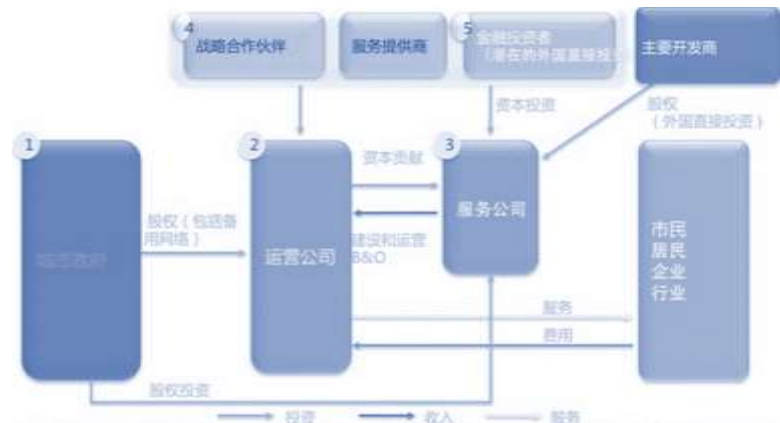 4
战略合作伙伴
服务提供商
5
金融投资者
（潜在的外国直接投
主要开发商
资本投资
股权
（外国直接投资）
1
2
3
资本贡献
服务公司
股权（包括备
用网络）
运营公司
建设和运营
B&O
市民
居民
企业
行业
服务
费用
股权投资
投资
收入
服务